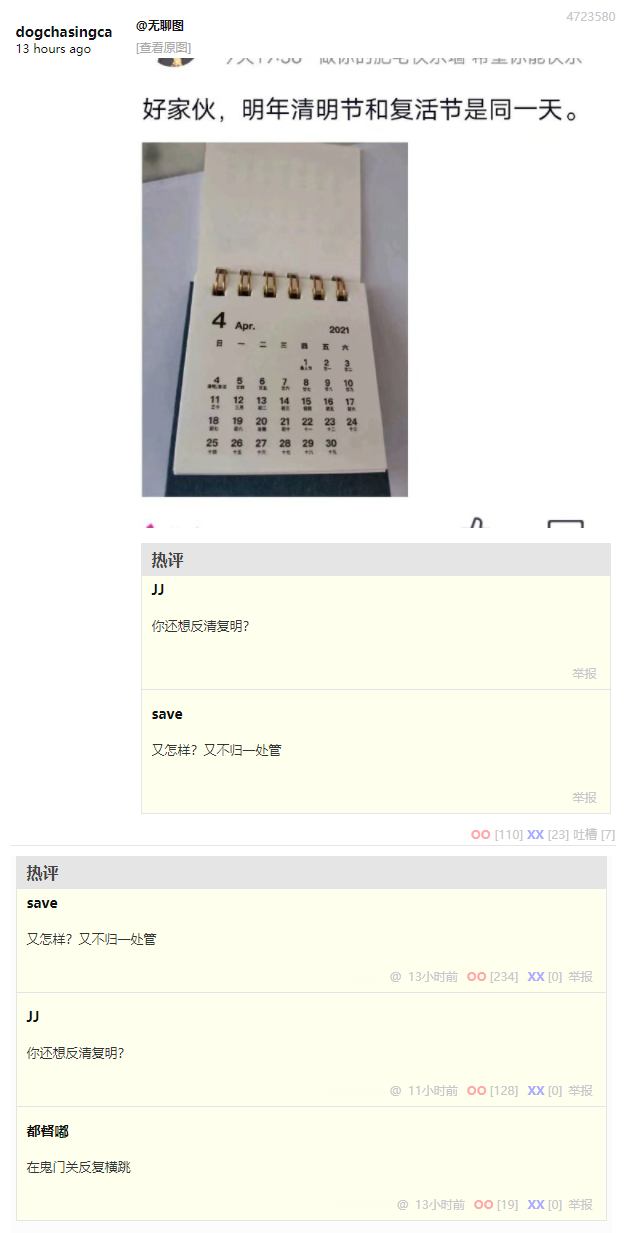 4723580
dogchasingca
13 hours ago
@无聊图
[查看原图]
好家伙，明年清明节和复活节是同一天。
4 Apr. 2021
日 一 二 三 四 五 六
1 2 3
4 5 6 7 8 9 10
11 12 13 14 15 16 17
18 19 20 21 22 23 24
25 26 27 28 29 30
热评
JJ
你还想反清复明？
举报
save
又怎样？又不归一处管
举报
OO [110] XX [23] 吐槽 [7]
热评
save
又怎样？又不归一处管
@ 13小时前 OO [234] XX [0] 举报
JJ
你还想反清复明？
@ 11小时前 OO [128] XX [0] 举报
都督嘟
在鬼门关反复横跳
@ 13小时前 OO [19] XX [0] 举报